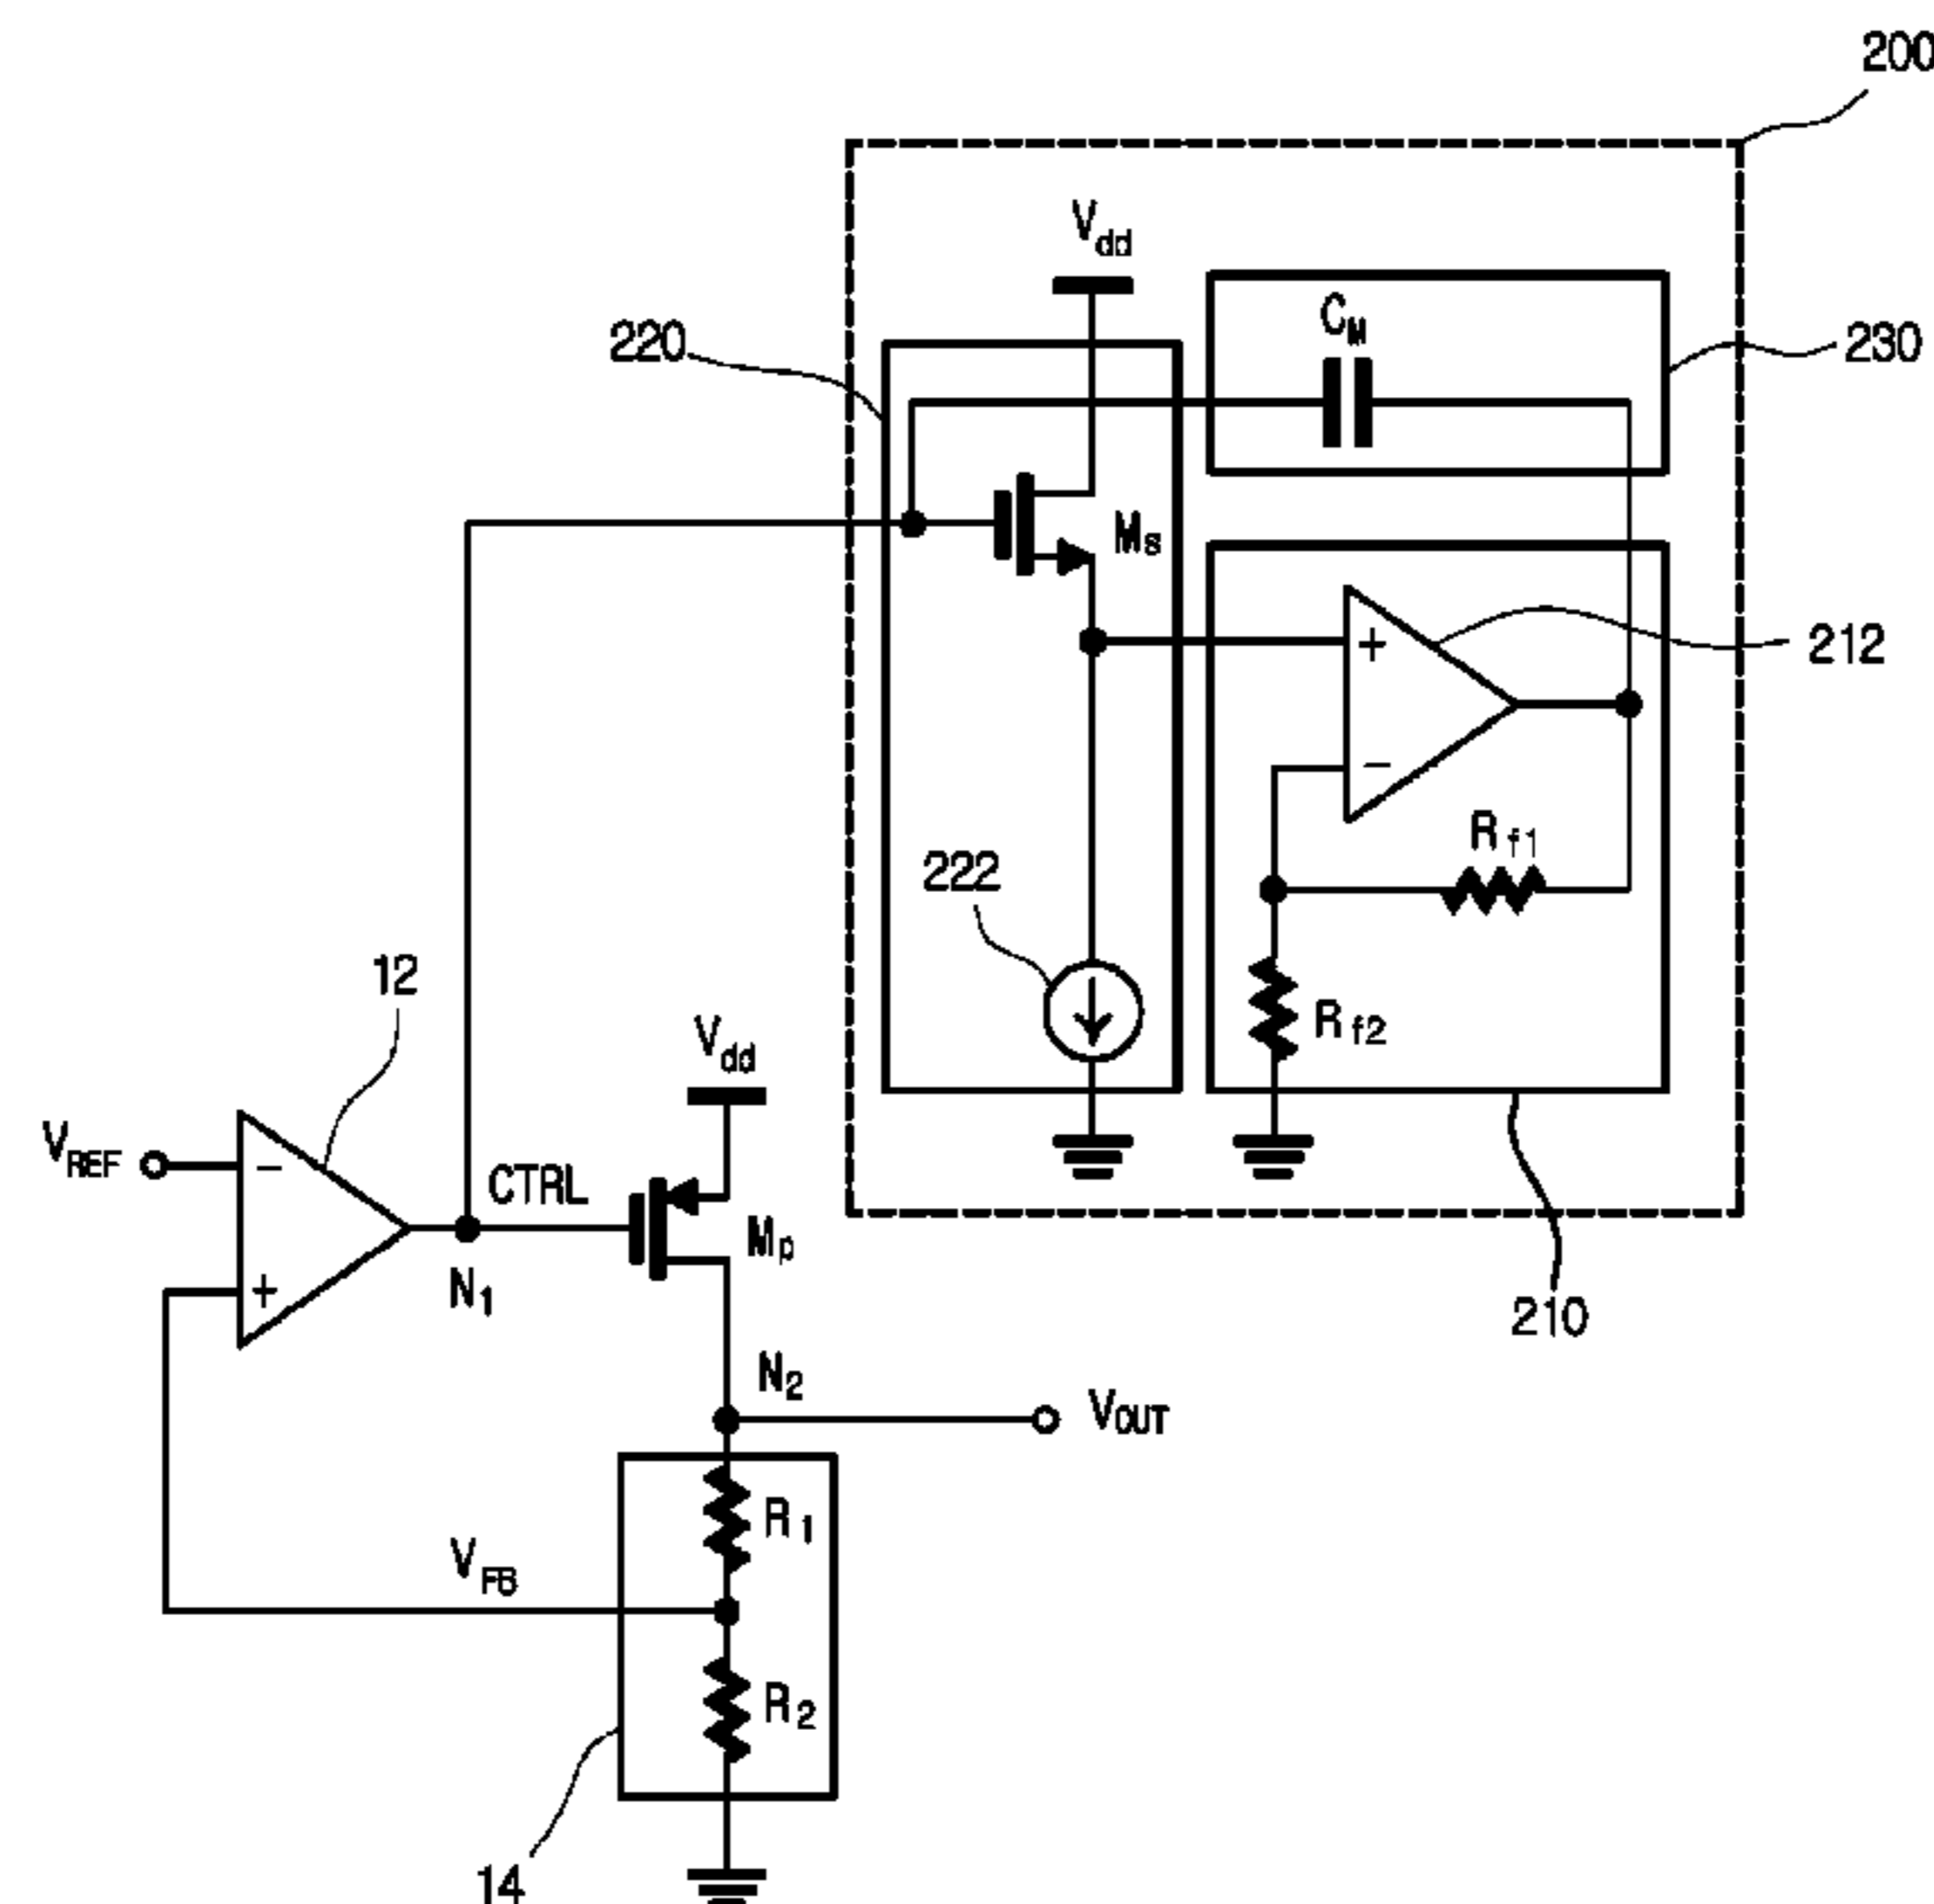 200
Vdd
CM
220
230
Ms
+
212
−
Rf1
222
12
Rf2
Vdd
VREF
−
CTRL
Mp
+
N1
210
N2
VOUT
R1
VFB
R2
14